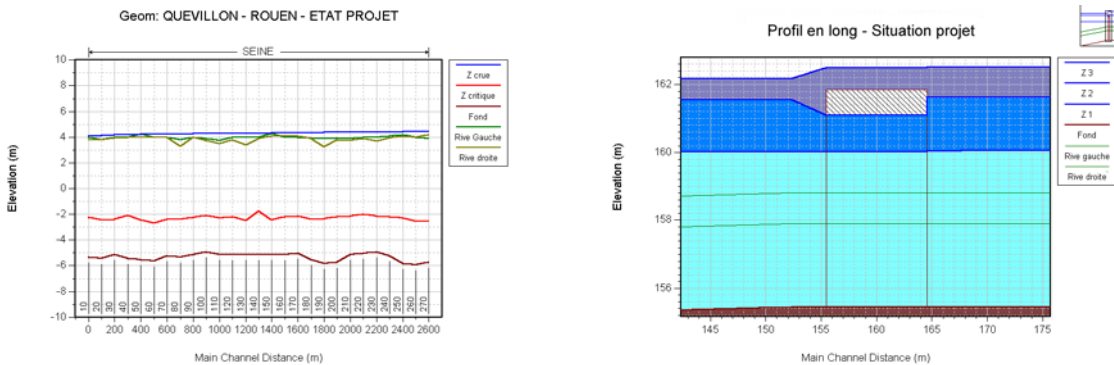 Geom: QUEVILLON - ROUEN - ETAT PROJET
SEINE
10
8
6
4
2
0
-2
-4
-6
-8
-10
Elevation (m)
10 20 30 40 50 60 70 80 90 100 110 120 130 140 150 160 170 180 190 200 210 220 230 240 250 260 270
0 200 400 600 800 1000 1200 1400 1600 1800 2000 2200 2400 2600
Main Channel Distance (m)
Z crue
Z critique
Fond
Rive Gauche
Rive droite
Profil en long - Situation projet
162
160
158
156
Elevation (m)
145 150 155 160 165 170 175
Main Channel Distance (m)
Z 3
Z 2
Z 1
Fond
Rive gauche
Rive droite